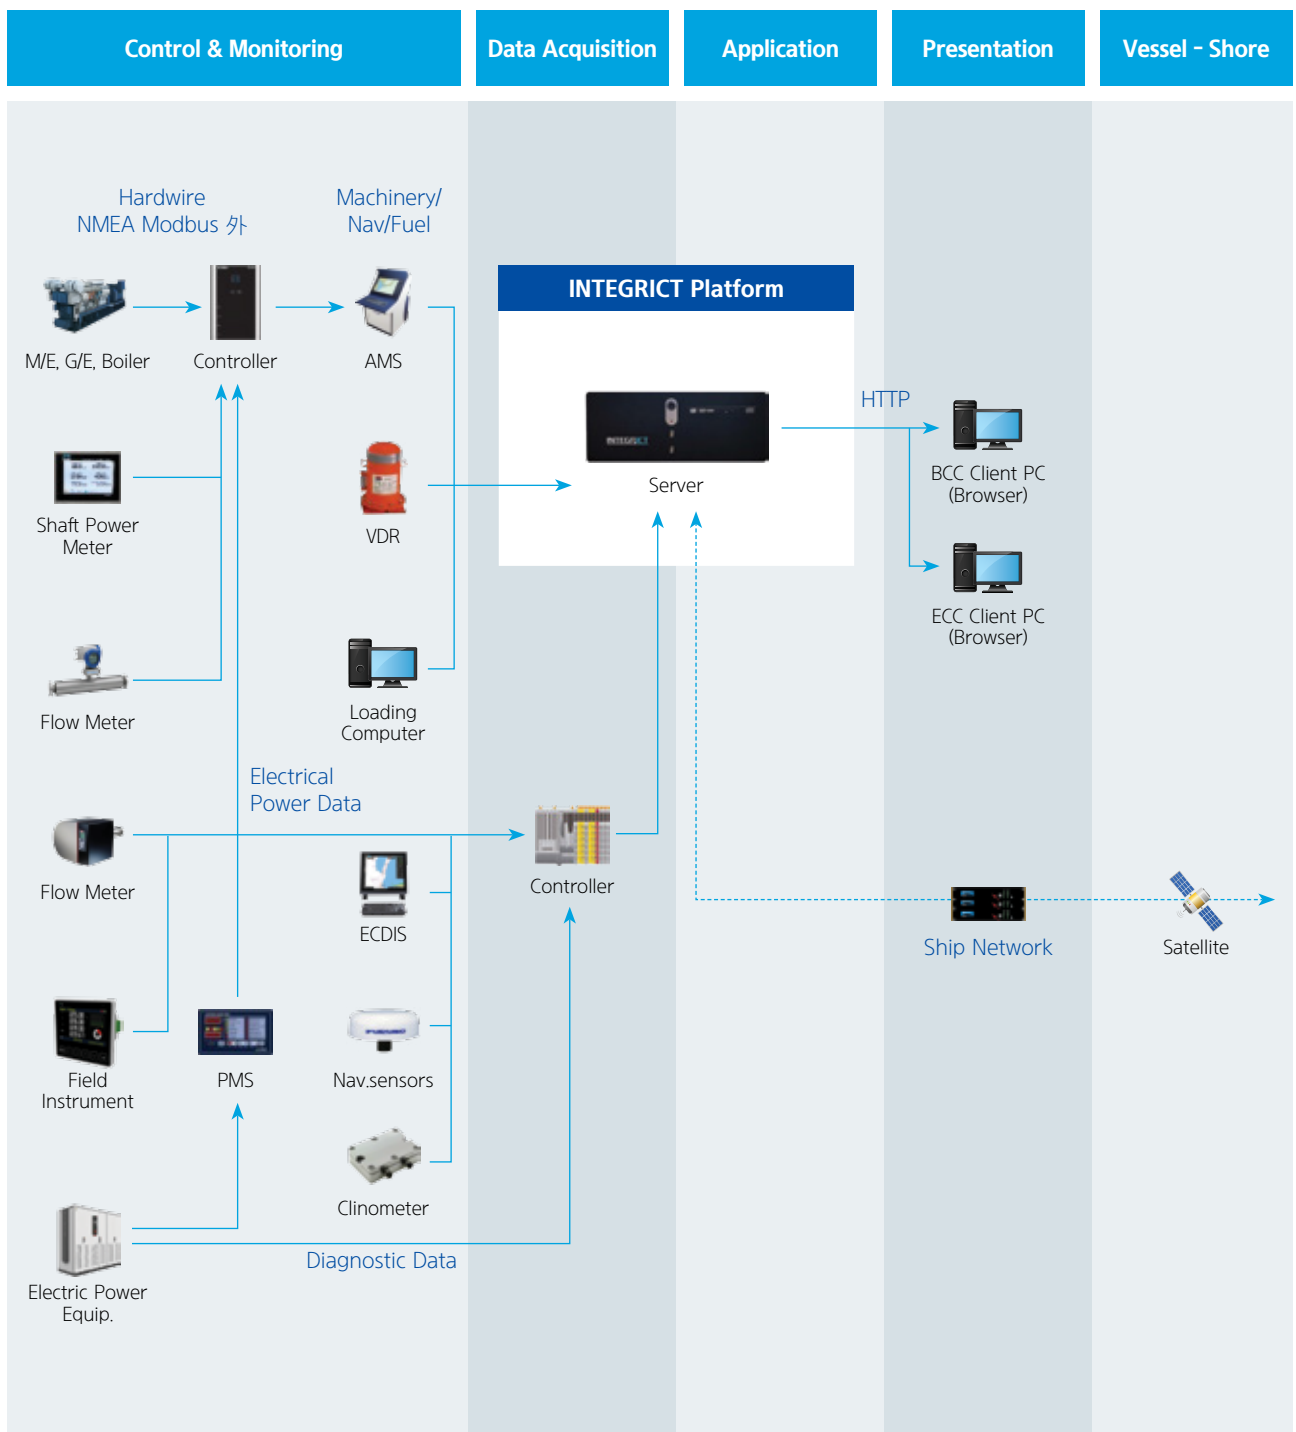 Control & Monitoring
Data Acquisition
Application
Presentation
Vessel - Shore
Hardwire
NMEA Modbus 外
Machinery/
Nav/Fuel
INTEGRICT Platform
M/E, G/E, Boiler
Controller
AMS
INTEGRICT
HTTP
Server
BCC Client PC
(Browser)
Shaft Power
Meter
VDR
ECC Client PC
(Browser)
Flow Meter
Loading
Computer
Electrical
Power Data
Flow Meter
Controller
ECDIS
Ship Network
Satellite
FURUNO
Field
Instrument
PMS
Nav.sensors
Clinometer
Diagnostic Data
Electric Power
Equip.